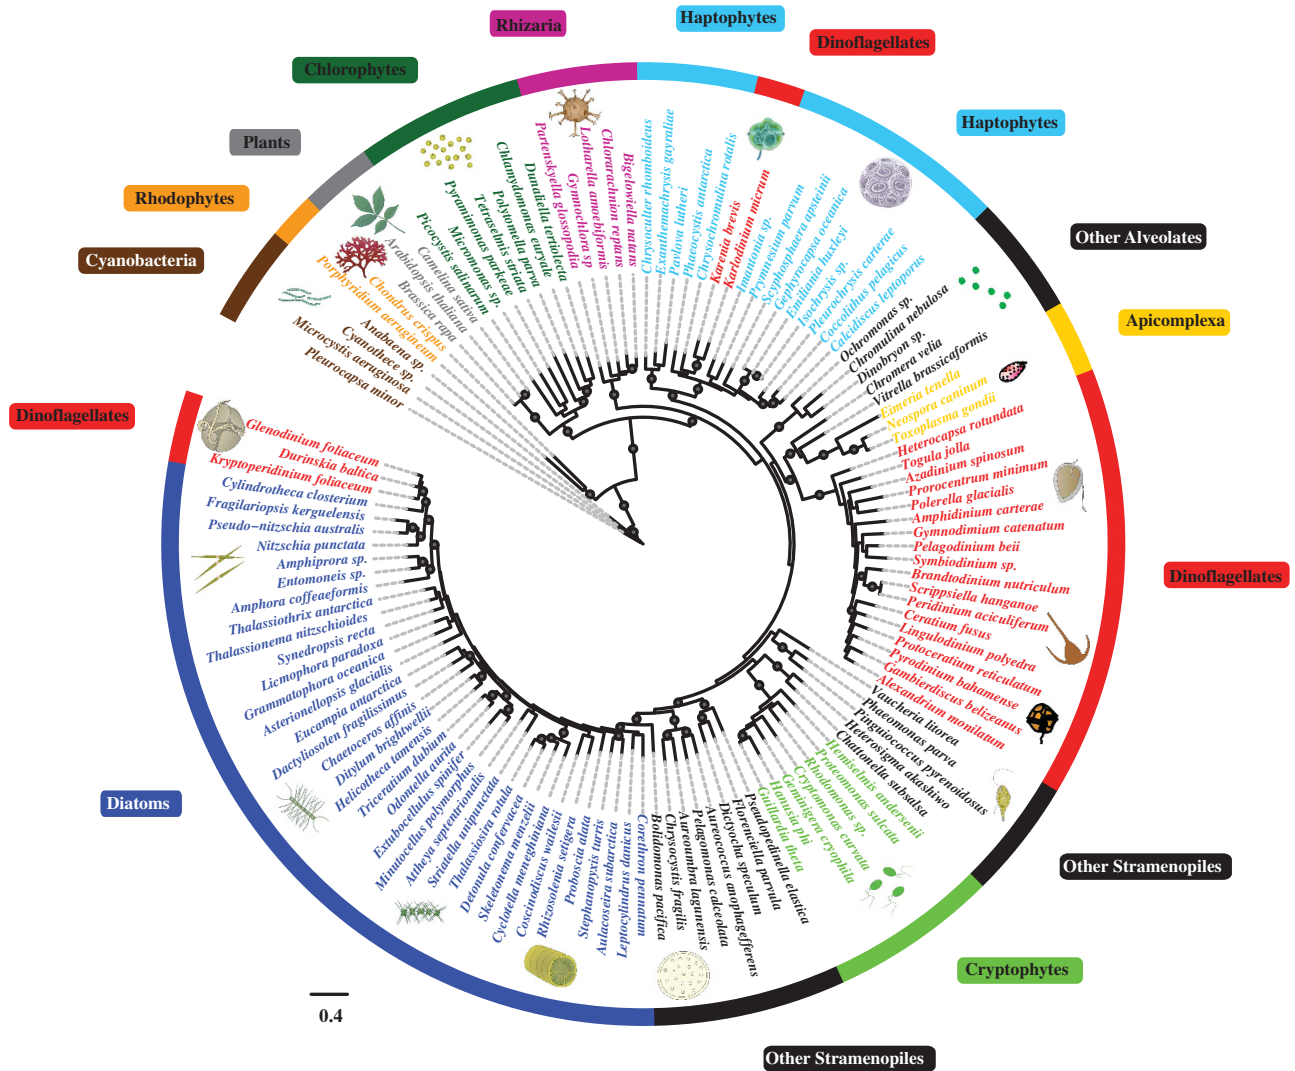 Rhizaria
Haptophytes
Dinoflagellates
Chlorophytes
Haptophytes
Plants
Rhodophytes
Other Alveolates
Cyanobacteria
Apicomplexa
Dinoflagellates
Dinoflagellates
Diatoms
Other Stramenopiles
Cryptophytes
Other Stramenopiles
0.4
Pleurocapsa minor
Microcystis aeruginosa
Cyanothece sp.
Anabaena sp.
Porphyridium aerugineum
Chondrus crispus
Brassica rapa
Arabidopsis thaliana
Camelina sativa
Picocystis salinarum
Micromonas sp.
Pyramimonas parkeae
Tetraselmis striata
Polytomella parva
Chlamydomonas euryale
Dunaliella tertiolecta
Partenskyella glossopodia
Gymnochlora sp
Lotharella amoebiformis
Chlorarachnion reptans
Bigelowiella natans
Chrysoculter rhomboideus
Exanthemachrysis gayraliae
Pavlova lutheri
Phaeocystis antarctica
Chrysochromulina rotalis
Karenia brevis
Karlodinium micrum
Imantonia sp.
Prymnesium parvum
Scyphosphaera apsteinii
Gephyrocapsa oceanica
Emiliania huxleyi
Isochrysis sp.
Pleurochrysis carterae
Coccolithus pelagicus
Calcidiscus leptoporus
Ochromonas sp.
Chromulina nebulosa
Dinobryon sp.
Chromera velia
Vitrella brassicaformis
Eimeria tenella
Neospora caninum
Toxoplasma gondii
Heterocapsa rotundata
Togula jolla
Azadinium spinosum
Prorocentrum minimum
Polerella glacialis
Amphidinium carterae
Gymnodimium catenatum
Pelagodinium beii
Symbiodinium sp.
Brandtodinium nutriculum
Scrippsiella hanganoe
Peridinium aciculiferum
Ceratium fusus
Lingulodinium polyedra
Protoceratium reticulatum
Pyrodinium bahamense
Gambierdiscus belizeanus
Alexandrium monilatum
Vaucheria litorea
Phaeomonas parva
Pinguiococcus pyrenoidosus
Heterosigma akashiwo
Chattonella subsalsa
Hemiselmis andersenii
Proteomonas sulcata
Rhodomonas sp.
Cryptomonas curvata
Geminigera cryophila
Hanusia phi
Guillardia theta
Pseudopedinella elastica
Florenciella parvula
Dictyocha speculum
Aureococcus anophagefferens
Pelagomonas calceolata
Aureoumbra lagunensis
Chrysocystis fragilis
Bolidomonas pacifica
Corethron pennatum
Leptocylindrus danicus
Aulacoseira subarctica
Stephanopyxis turris
Proboscia alata
Rhizosolenia setigera
Coscinodiscus wailesii
Cyclotella meneghiniana
Skeletonema menzelii
Detonula confervacea
Thalassiosira rotula
Striatella unipunctata
Attheya septentrionalis
Minutocellus polymorphus
Extubocellulus spinifer
Odontella aurita
Triceratium dubium
Helicotheca tamensis
Ditylum brightwellii
Chaetoceros affinis
Dactyliosolen fragilissimus
Eucampia antarctica
Asterionellopsis glacialis
Grammatophora oceanica
Licmophora paradoxa
Synedropsis recta
Thalassionema nitzschioides
Thalassiothrix antarctica
Amphora coffeaeformis
Entomoneis sp.
Amphiprora sp.
Nitzschia punctata
Pseudo−nitzschia australis
Fragilariopsis kerguelensis
Cylindrotheca closterium
Kryptoperidinium foliaceum
Durinskia baltica
Glenodinium foliaceum